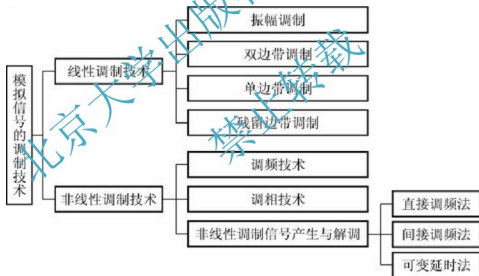 模拟信号的调制技术
线性调制技术
振幅调制
双边带调制
单边带调制
残留边带调制
非线性调制技术
调频技术
调相技术
非线性调制信号产生与解调
直接调频法
间接调频法
可变延时法
北京大学出版
禁止转载